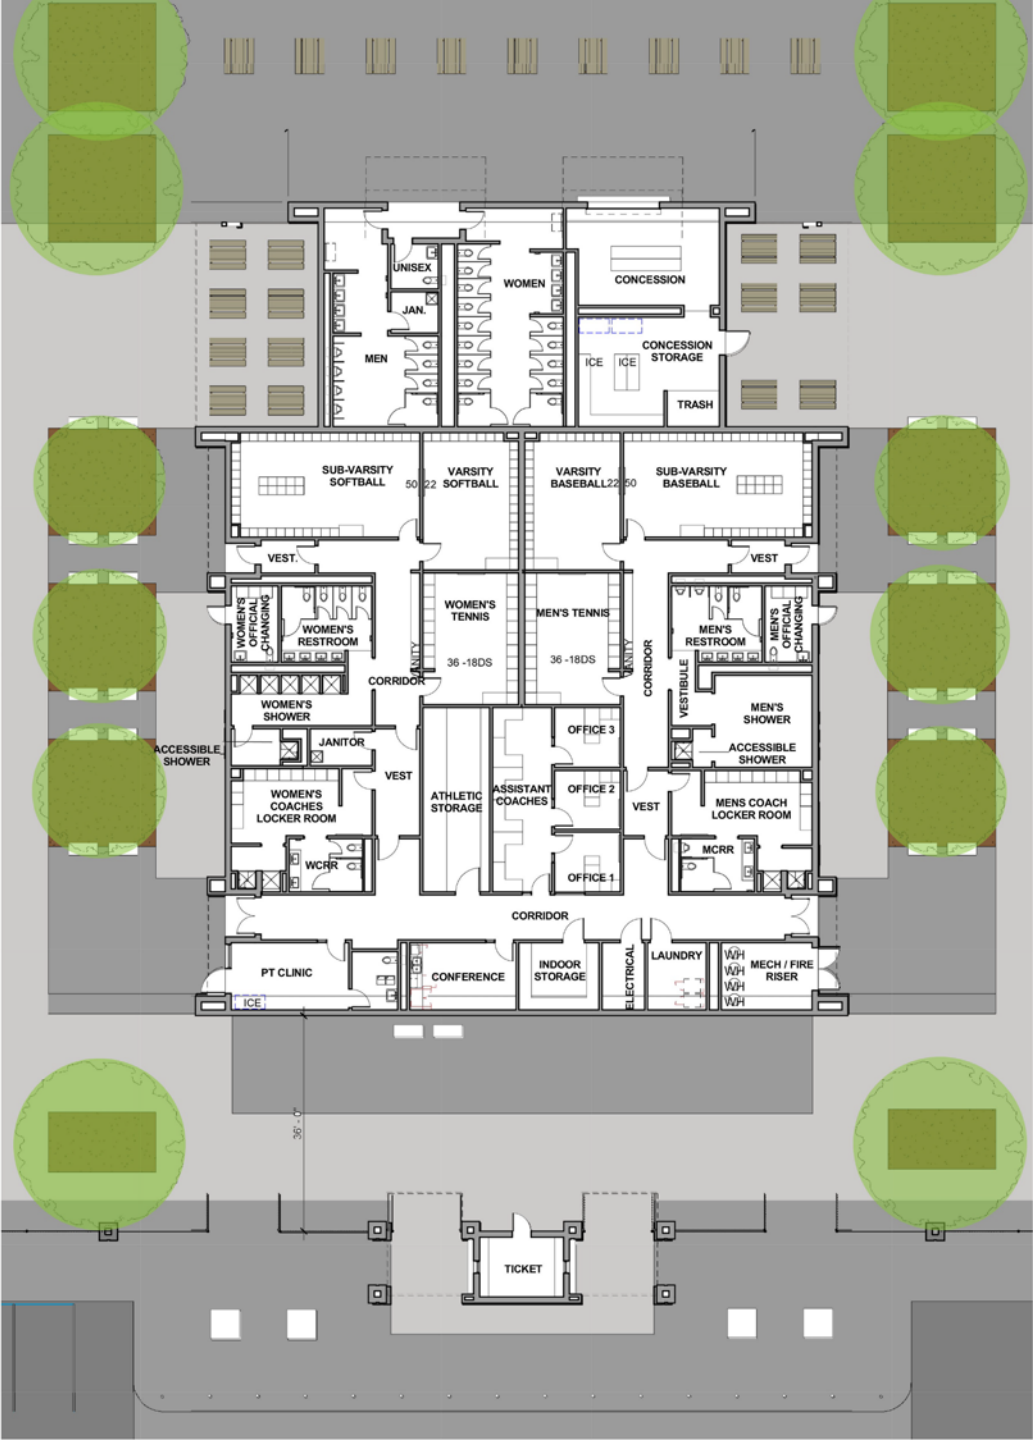 UNISEX
WOMEN
CONCESSION
JAN.
MEN
CONCESSION
STORAGE
ICE
ICE
TRASH
SUB-VARSITY
SOFTBALL
50
22
VARSITY
SOFTBALL
VARSITY
BASEBALL
22
50
SUB-VARSITY
BASEBALL
VEST.
VEST
WOMEN'S
OFFICIAL
CHANGING
WOMEN'S
RESTROOM
WOMEN'S
TENNIS
36 -18DS
MEN'S TENNIS
36 -18DS
MEN'S
RESTROOM
MEN'S
OFFICIAL
CHANGING
VANITY
VANITY
CORRIDOR
CORRIDOR
VESTIBULE
WOMEN'S
SHOWER
MEN'S
SHOWER
ACCESSIBLE
SHOWER
JANITOR
OFFICE 3
ACCESSIBLE
SHOWER
VEST
WOMEN'S
COACHES
LOCKER ROOM
ATHLETIC
STORAGE
ASSISTANT
COACHES
OFFICE 2
VEST
MENS COACH
LOCKER ROOM
WCRR
OFFICE 1
MCRR
CORRIDOR
PT CLINIC
ICE
CONFERENCE
INDOOR
STORAGE
ELECTRICAL
LAUNDRY
WH
WH
WH
WH
MECH / FIRE
RISER
36' - 0"
TICKET